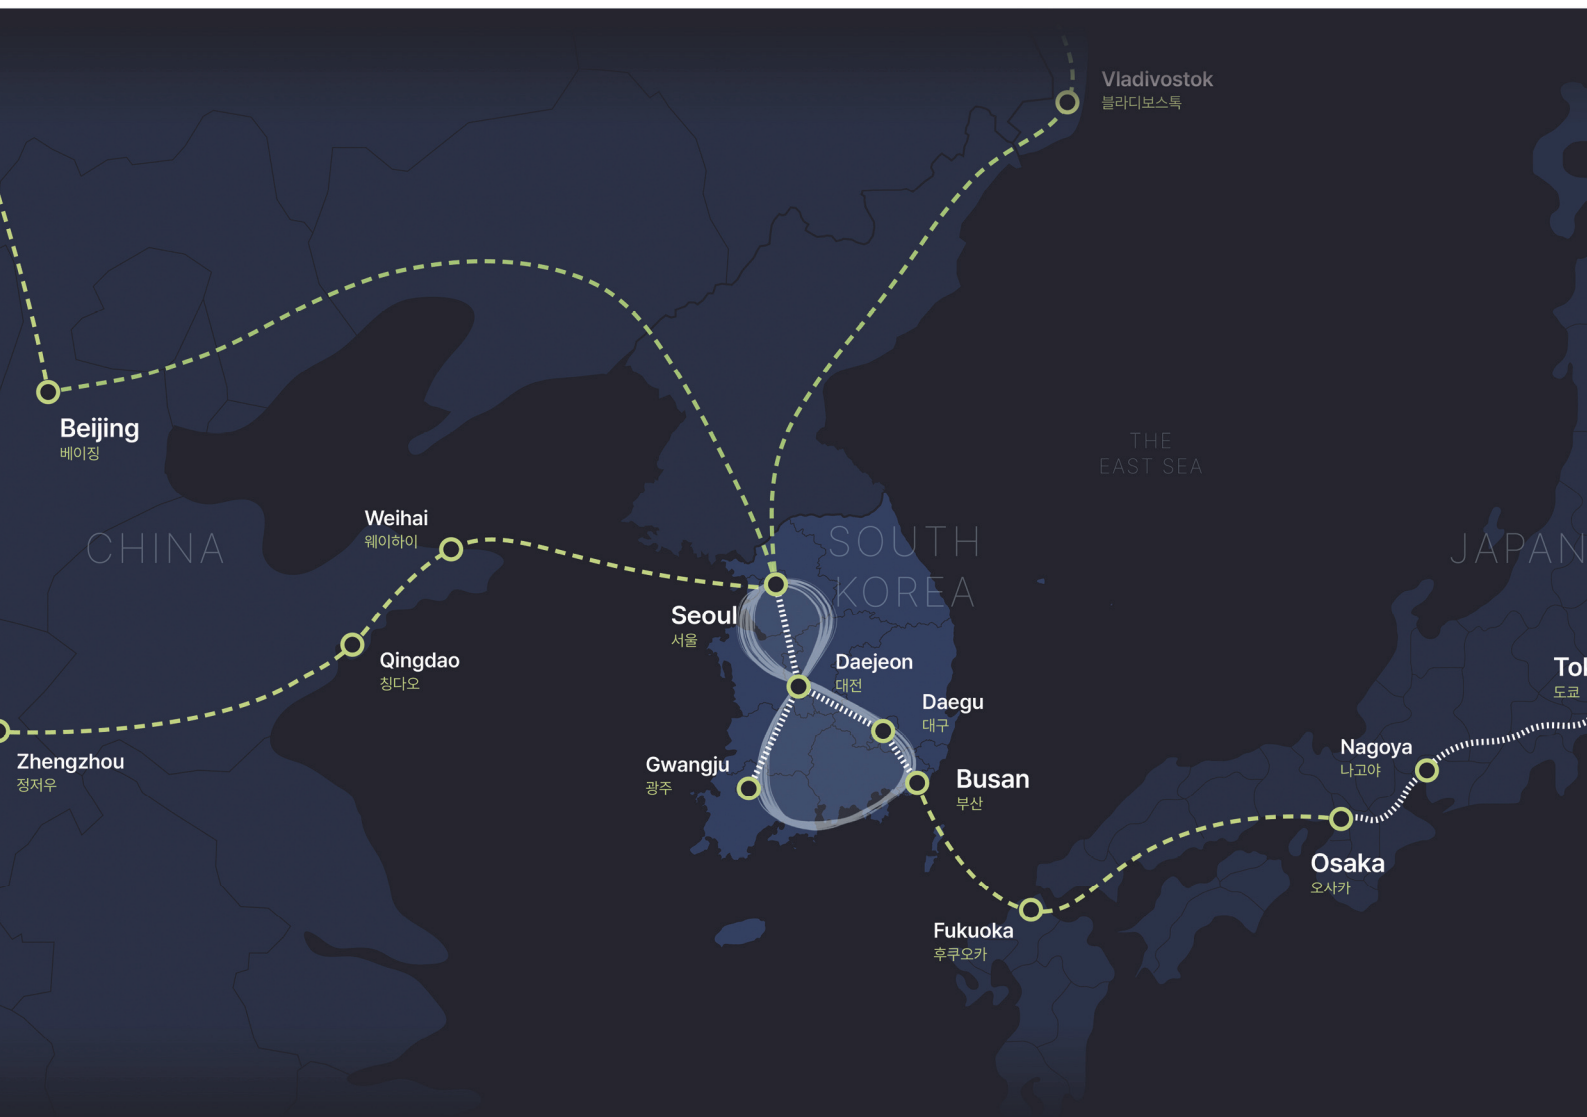 Vladivostok
블라디보스톡
Beijing
베이징
THE
EAST SEA
Weihai
웨이하이
CHINA
SOUTH
KOREA
JAPAN
Seoul
서울
Qingdao
칭다오
Daejeon
대전
Daegu
대구
도쿄
Zhengzhou
정저우
Gwangju
광주
Busan
부산
Nagoya
나고야
Osaka
오사카
Fukuoka
후쿠오카